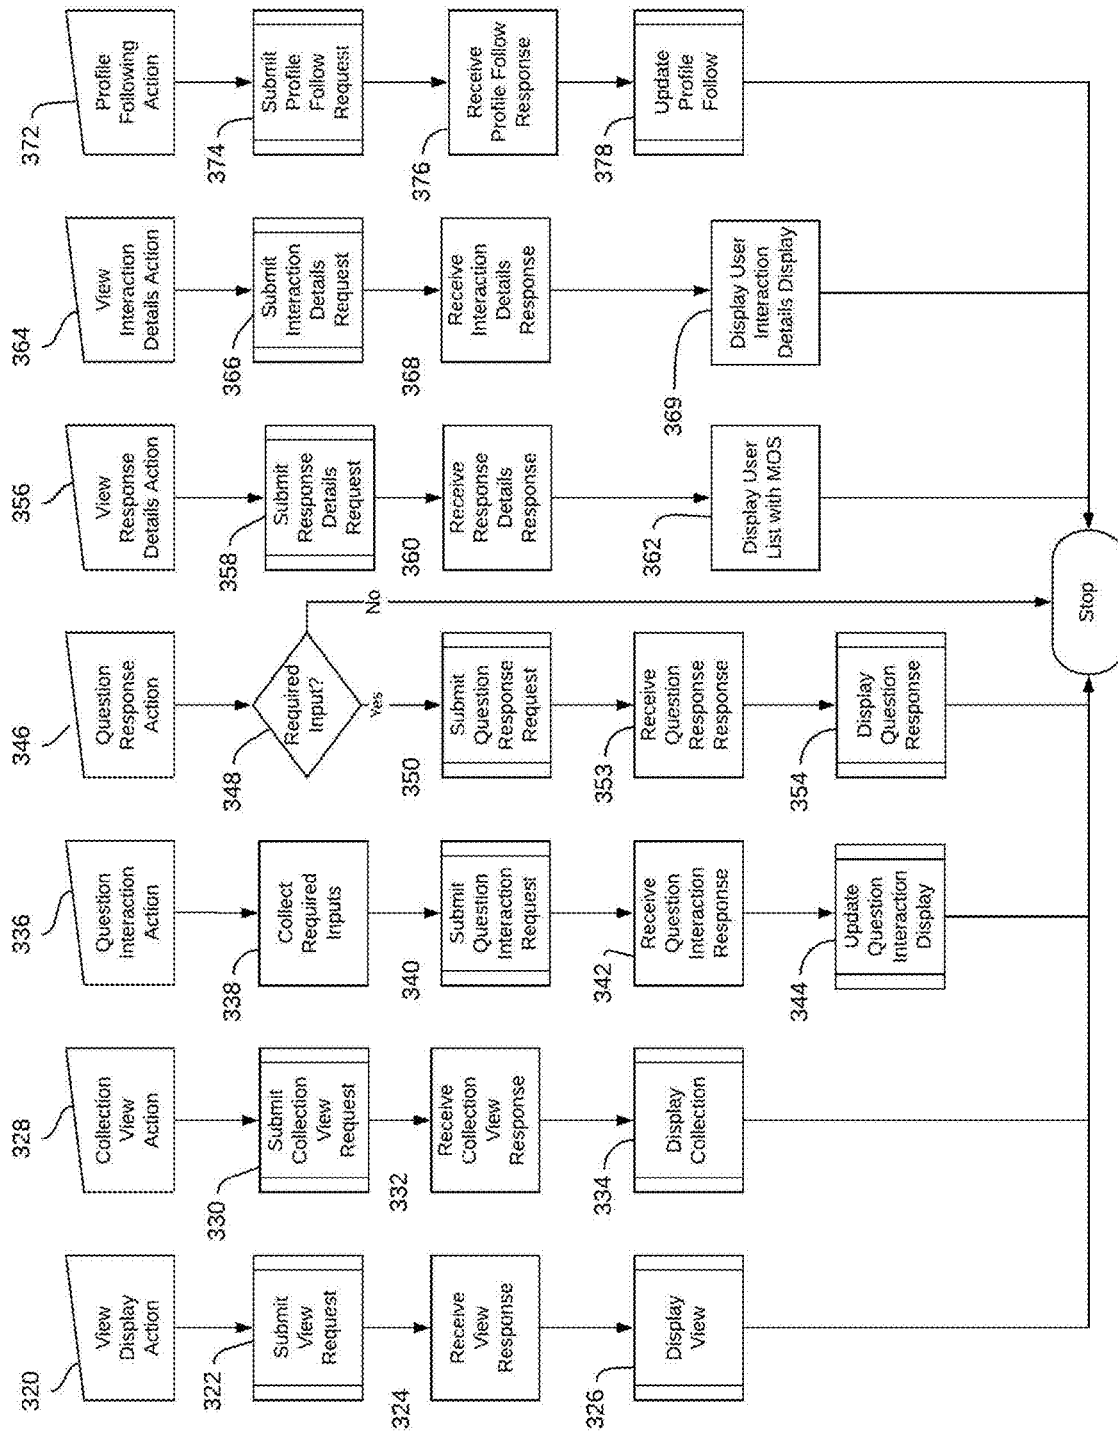 320
View
Display
Action
322
Submit
View
Request
324
Receive
View
Response
326
Display
View
328
Collection
View
Action
330
Submit
Collection
View
Request
332
Receive
Collection
View
Response
334
Display
Collection
336
Question
Interaction
Action
338
Collect
Required
Inputs
340
Submit
Question
Interaction
Request
342
Receive
Question
Interaction
Response
344
Update
Question
Interaction
Display
346
Question
Response
Action
348
Required
Input?
No
Yes
350
Submit
Question
Response
Request
353
Receive
Question
Response
Response
354
Display
Question
Response
356
View
Response
Details Action
358
Submit
Response
Details
Request
360
Receive
Response
Details
Response
362
Display User
List with MOS
364
View
Interaction
Details Action
366
Submit
Interaction
Details
Request
368
Receive
Interaction
Details
Response
369
Display User
Interaction
Details Display
372
Profile
Following
Action
374
Submit
Profile
Follow
Request
376
Receive
Profile Follow
Response
378
Update
Profile
Follow
Stop